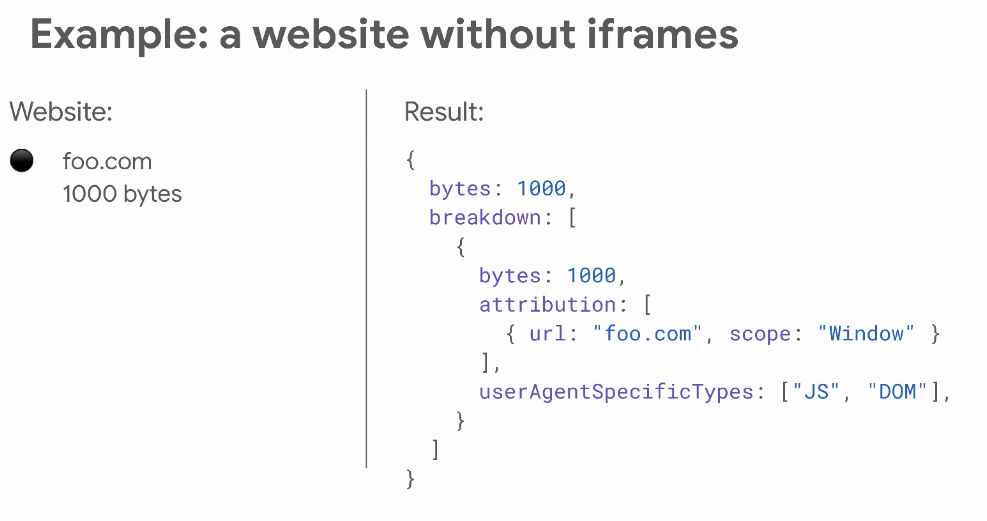 Example: a website without iframes
Website:
foo.com
1000 bytes
Result:
{
bytes: 1000,
breakdown: [
{
bytes: 1000,
attribution: [
{ url: "foo.com", scope: "Window" }
],
userAgentSpecificTypes: ["JS", "DOM"],
}
]
}